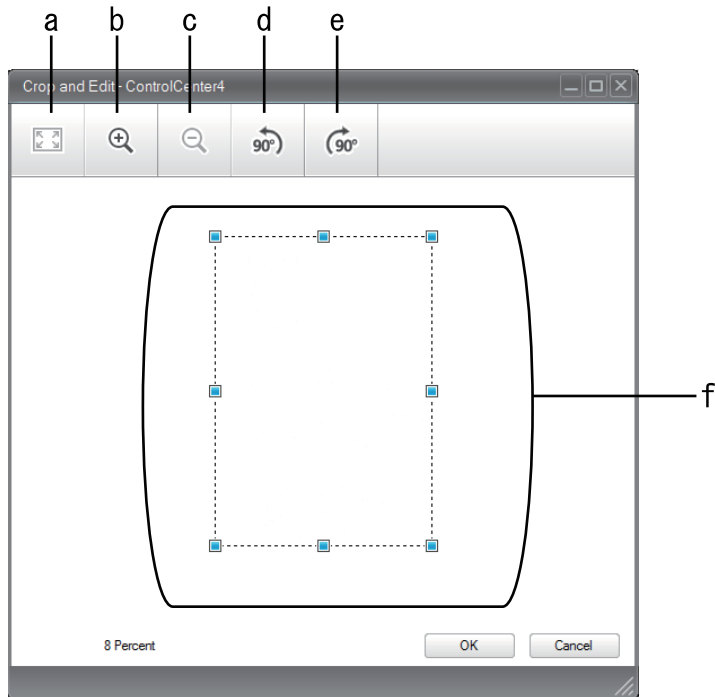 a b c d e
Crop and Edit - ControlCenter4
90° 90°
f
8 Percent OK Cancel